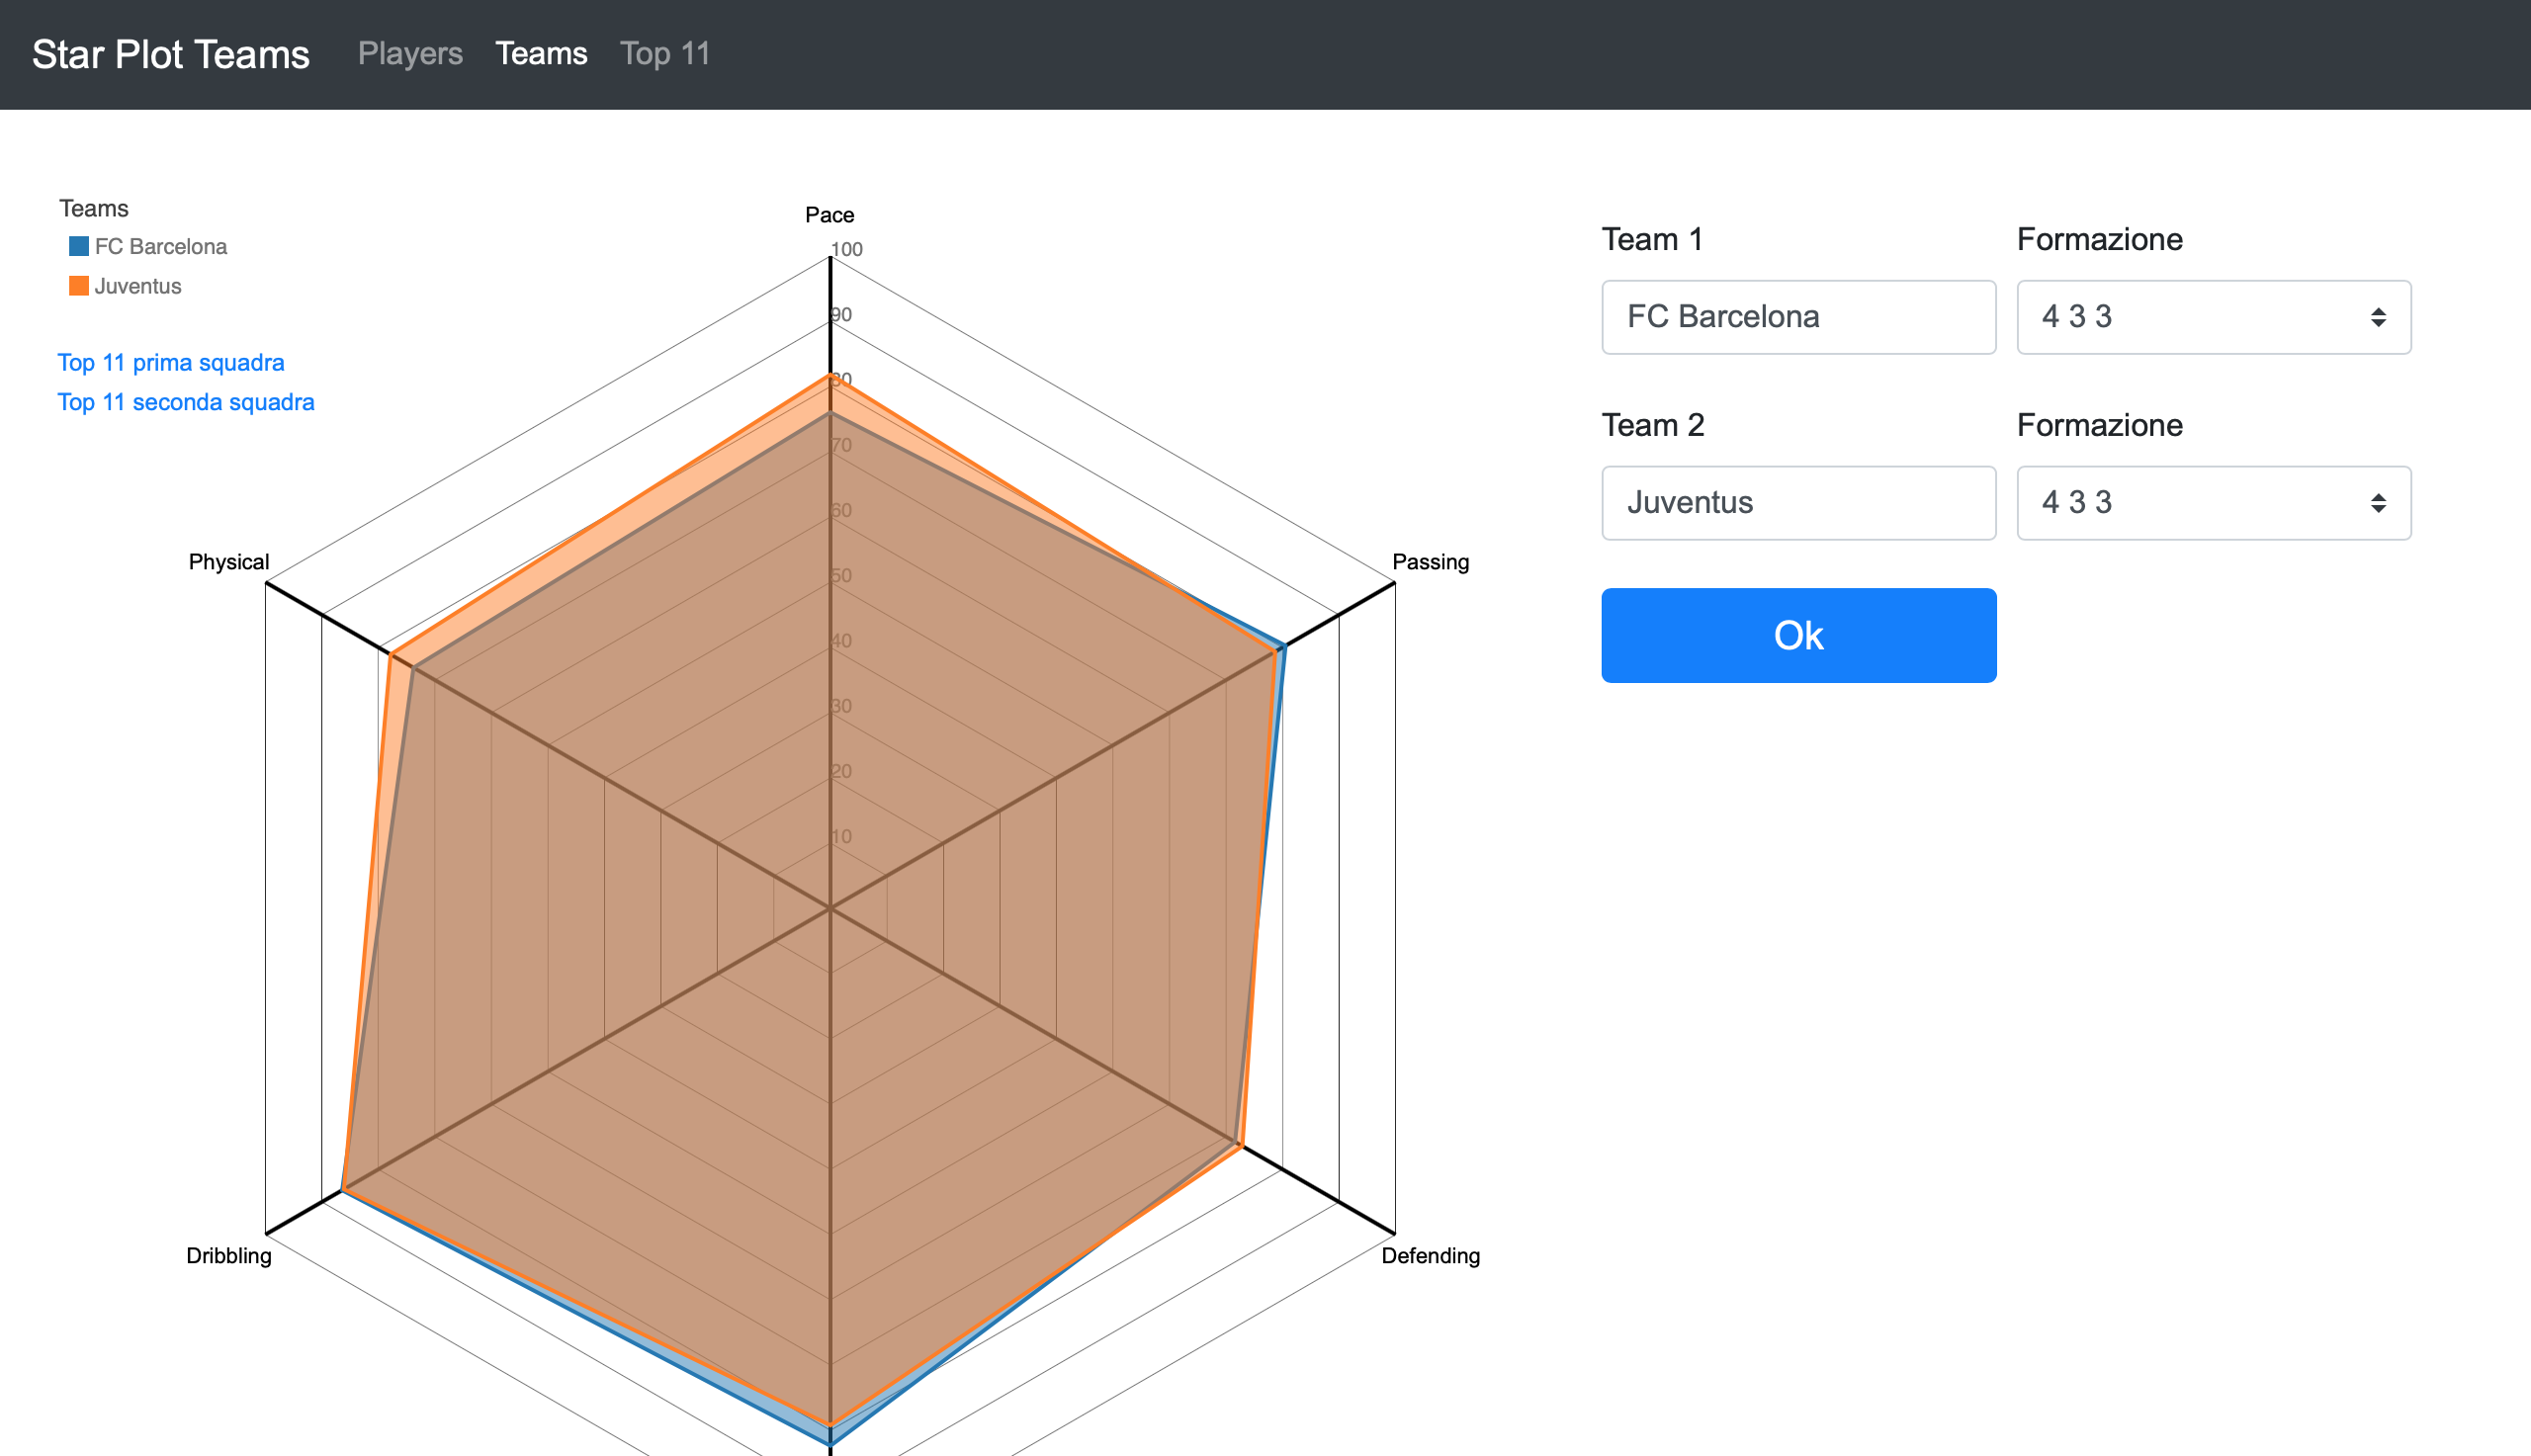 Star Plot Teams Players Teams Top 11
Teams
FC Barcelona
Juventus
Top 11 prima squadra
Top 11 seconda squadra
Pace
100
90
80
70
60
50
40
30
20
10
Physical
Passing
Dribbling
Defending
Team 1 Formazione
FC Barcelona 4 3 3
Team 2 Formazione
Juventus 4 3 3
Ok